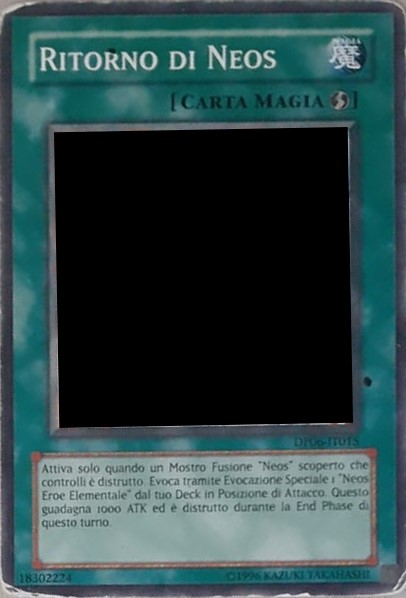 RITORNO DI NEOS
MAGIA
魔
[CARTA MAGIA]
DP06-IT015
Attiva solo quando un Mostro Fusione "Neos" scoperto che
controlli è distrutto. Evoca tramite Evocazione Speciale 1 "Neos
Eroe Elementale" dal tuo Deck in Posizione di Attacco. Questo
guadagna 1000 ATK ed è distrutto durante la End Phase di
questo turno.
18302224
©1996 KAZUKI TAKAHASHI